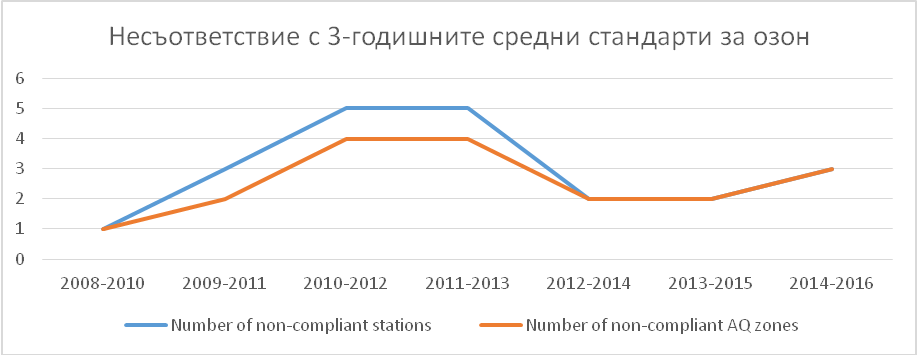 Несъответствие с 3-годишните средни стандарти за озон
6
5
4
3
2
1
0
2008-2010 2009-2011 2010-2012 2011-2013 2012-2014 2013-2015 2014-2016
Number of non-compliant stations Number of non-compliant AQ zones